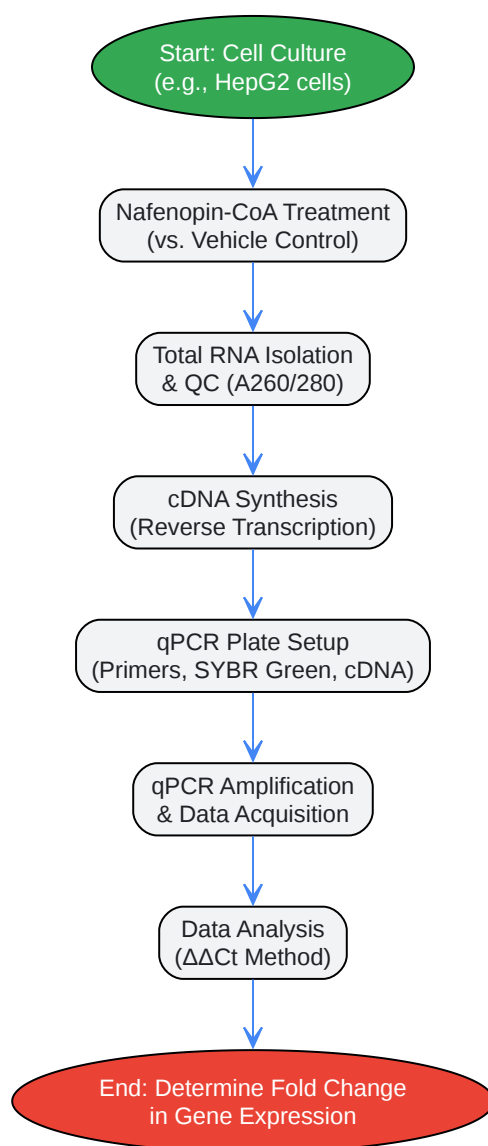 Start: Cell Culture
(e.g., HepG2 cells)
Nafenopin-CoA Treatment
(vs. Vehicle Control)
Total RNA Isolation
& QC (A260/280)
cDNA Synthesis
(Reverse Transcription)
qPCR Plate Setup
(Primers, SYBR Green, cDNA)
qPCR Amplification
& Data Acquisition
Data Analysis
(ΔΔCt Method)
End: Determine Fold Change
in Gene Expression